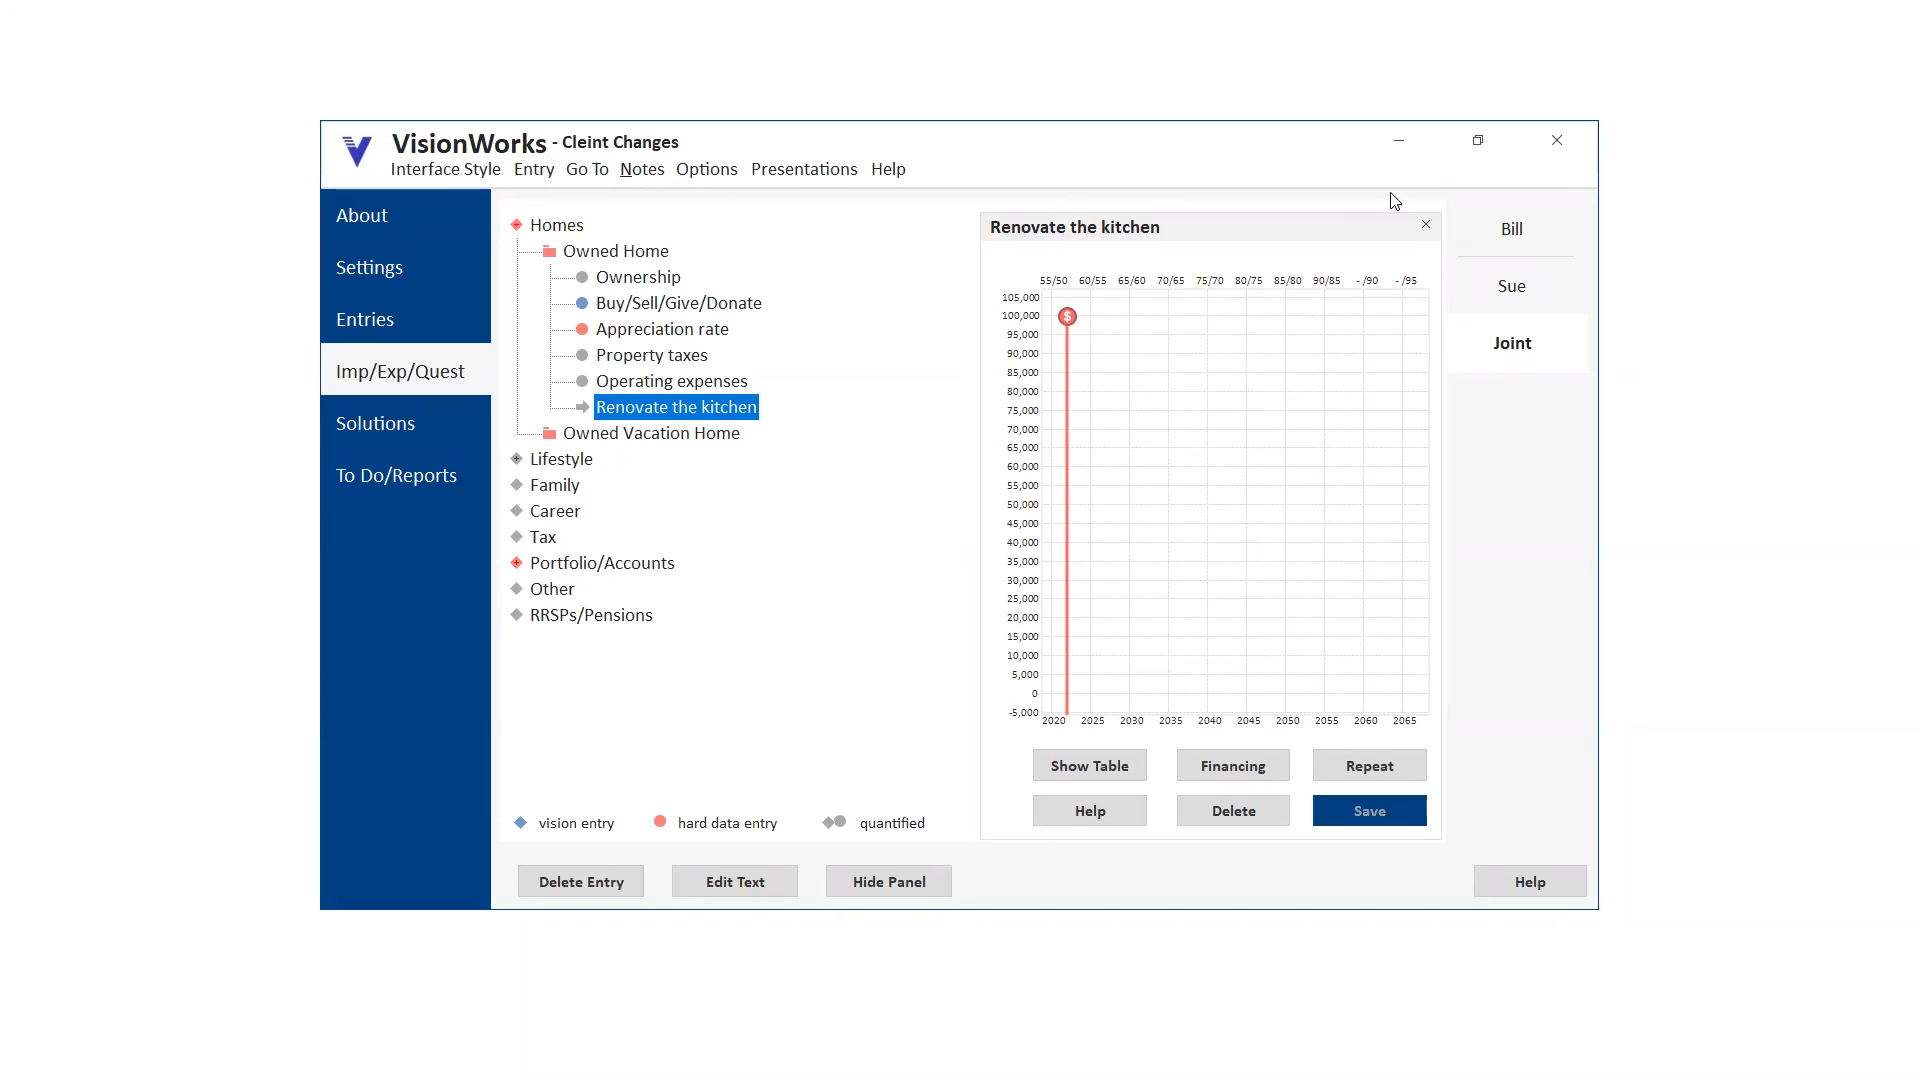 VisionWorks - Cleint Changes
Interface Style Entry Go To Notes Options Presentations Help
About
Settings
Entries
Imp/Exp/Quest
Solutions
To Do/Reports
Homes
Owned Home
Ownership
Buy/Sell/Give/Donate
Appreciation rate
Property taxes
Operating expenses
Renovate the kitchen
Owned Vacation Home
Lifestyle
Family
Career
Tax
Portfolio/Accounts
Other
RRSPs/Pensions
vision entry hard data entry quantified
Delete Entry Edit Text Hide Panel
Renovate the kitchen
55/50 60/55 65/60 70/65 75/70 80/75 85/80 90/85 - /90 - /95
105,000
100,000
$
95,000
90,000
85,000
80,000
75,000
70,000
65,000
60,000
55,000
50,000
45,000
40,000
35,000
30,000
25,000
20,000
15,000
10,000
5,000
0
-5,000
2020 2025 2030 2035 2040 2045 2050 2055 2060 2065
Show Table Financing Repeat
Help Delete Save
Bill
Sue
Joint
Help